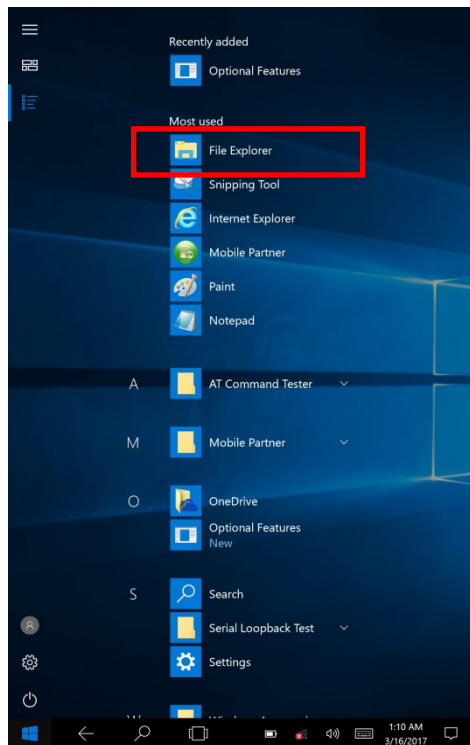 Recently added
Optional Features
Most used
File Explorer
Snipping Tool
Internet Explorer
Mobile Partner
Paint
Notepad
A
AT Command Tester
M
Mobile Partner
O
OneDrive
Optional Features
New
S
Search
Serial Loopback Test
Settings
1:10 AM
3/16/2017